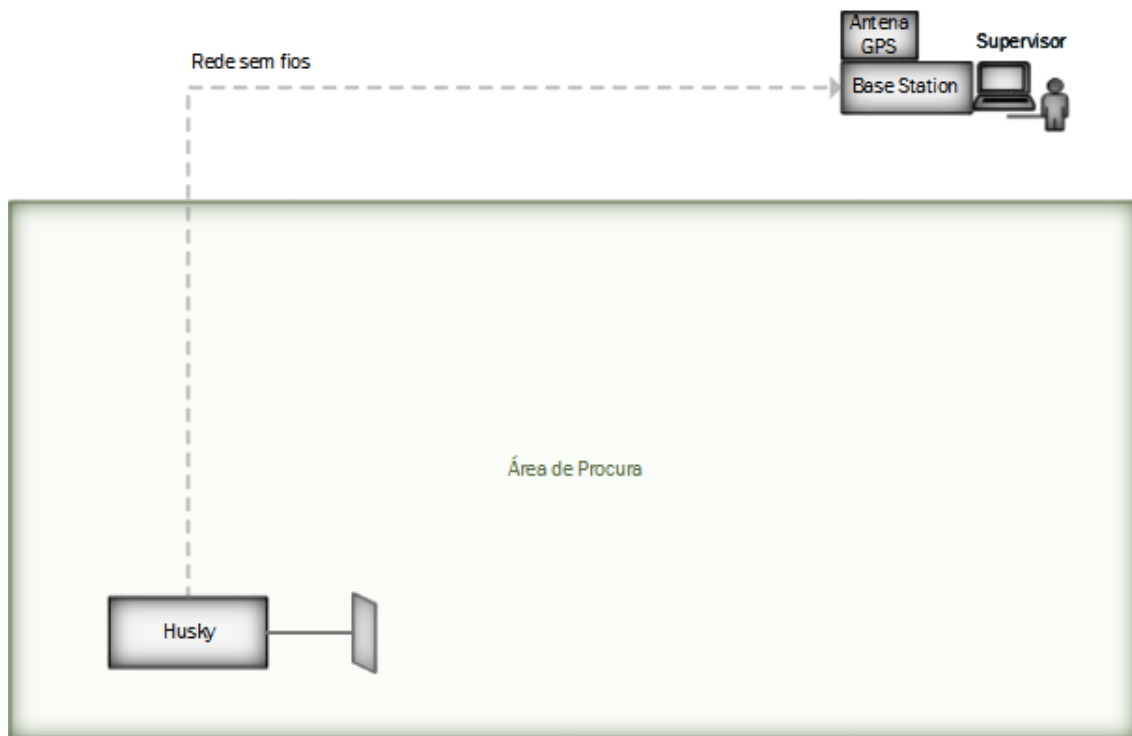 Antena
GPS
Supervisor
Rede sem fios
Base Station
Área de Procura
Husky